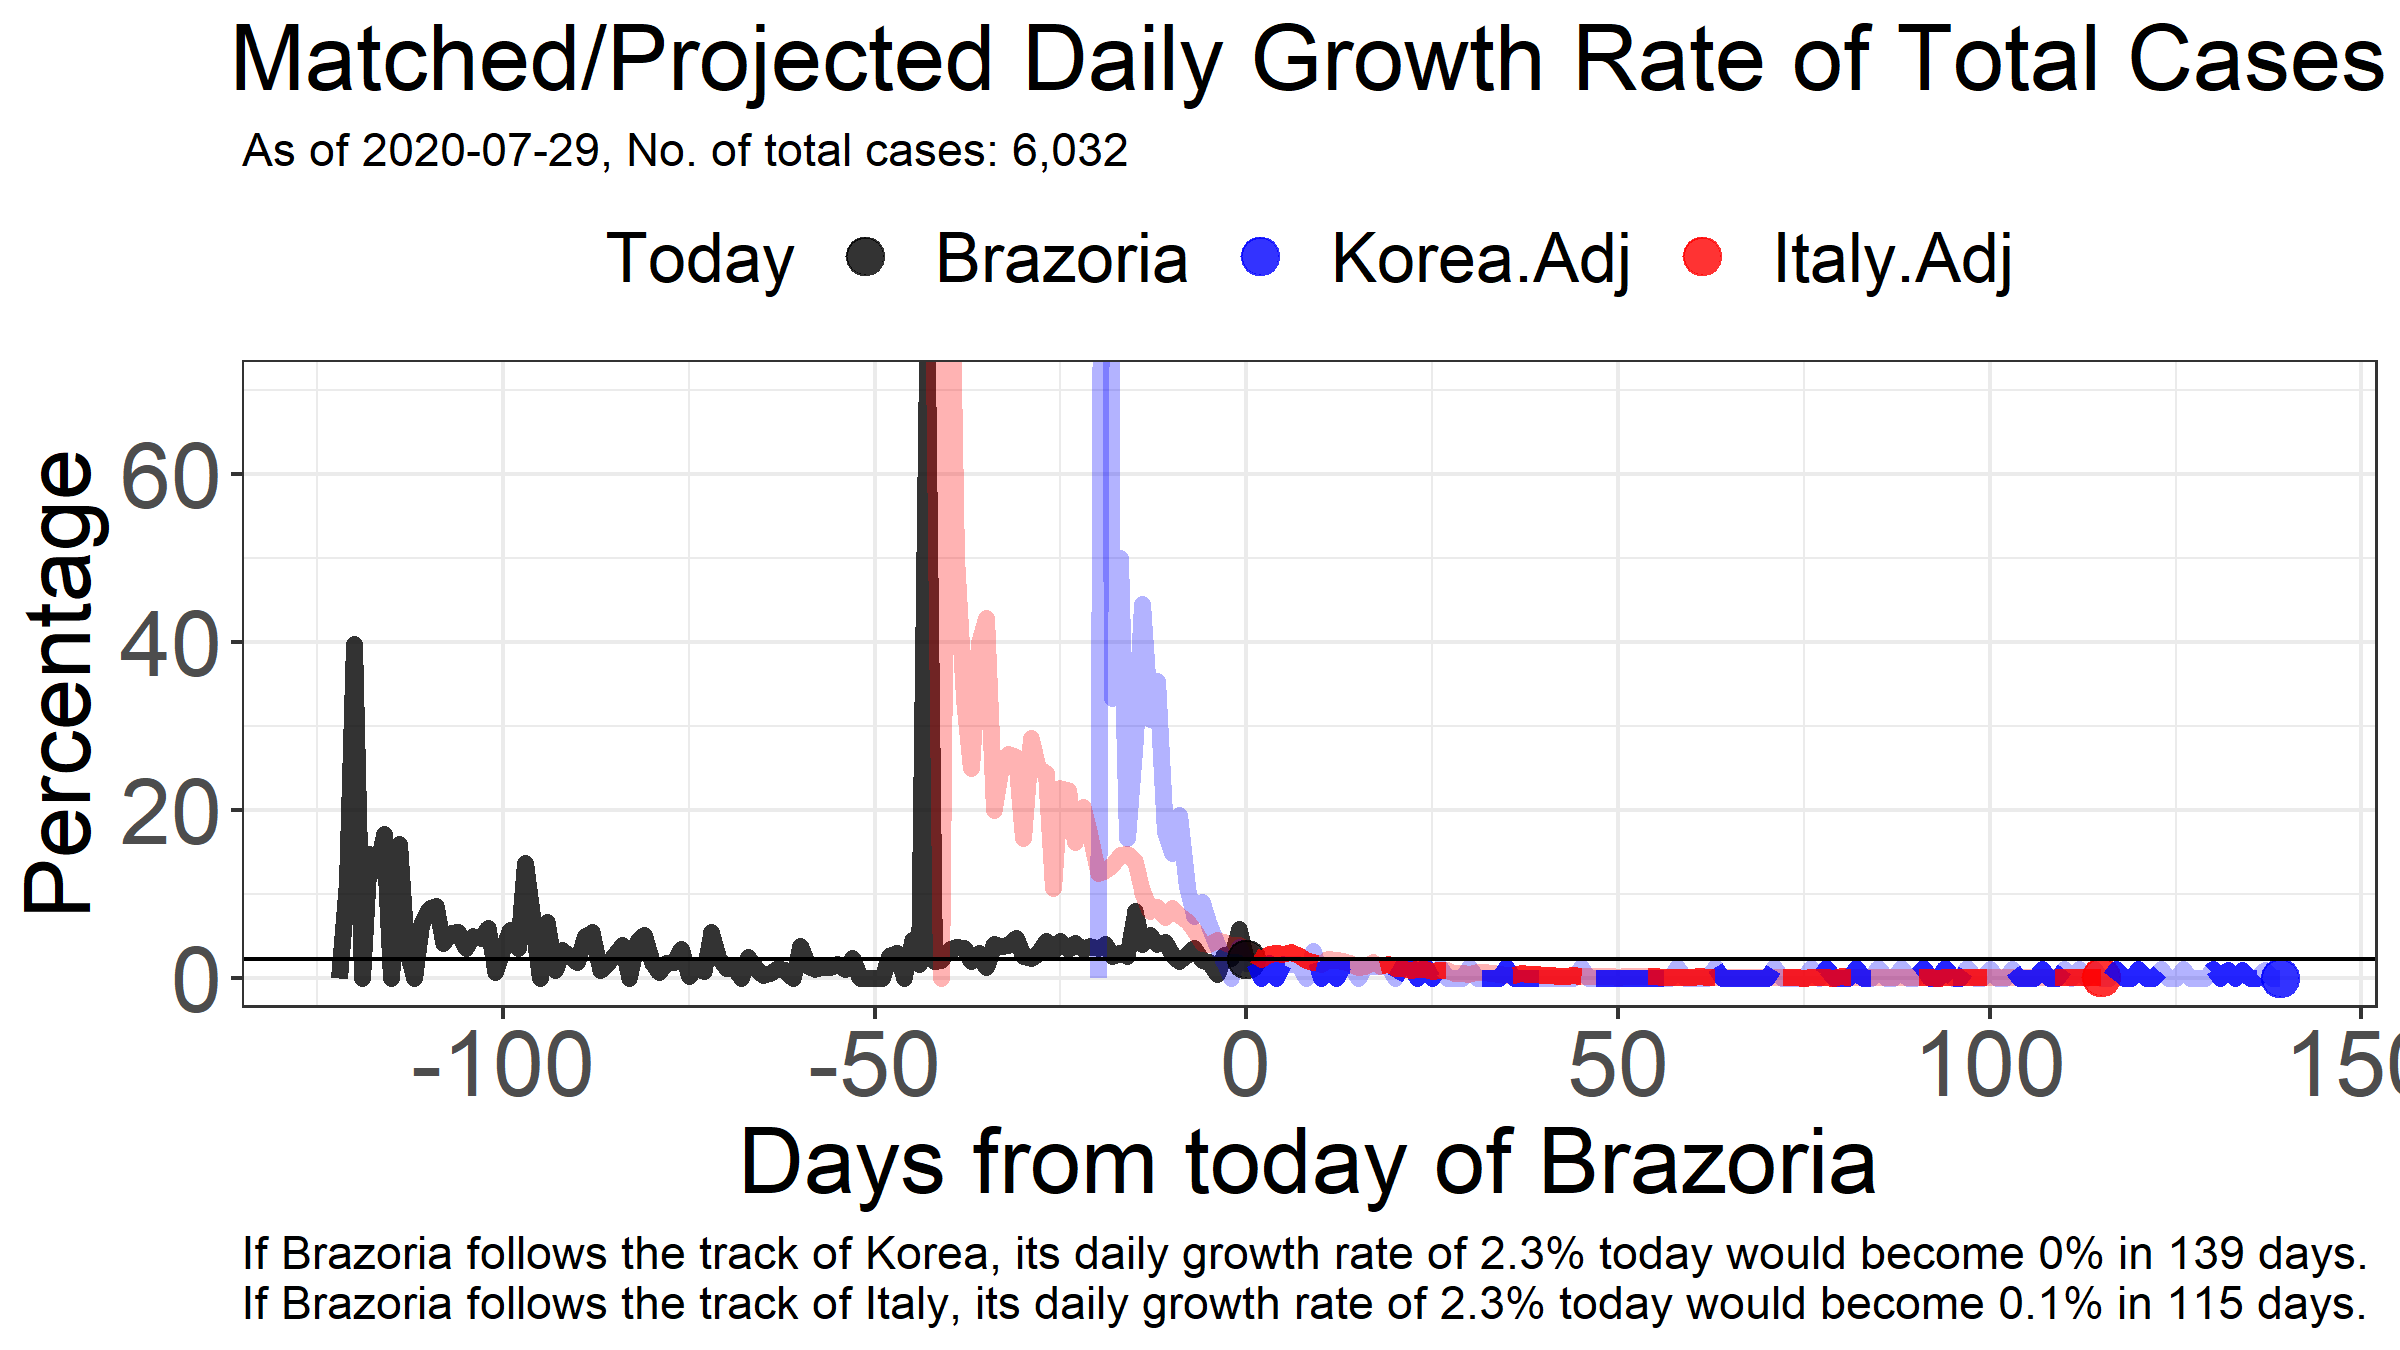 Matched/Projected Daily Growth Rate of Total Cases
As of 2020-07-29, No. of total cases: 6,032
Today Brazoria Korea.Adj Italy.Adj
Percentage
60
40
20
0
-100 -50 0 50 100 150
Days from today of Brazoria
If Brazoria follows the track of Korea, its daily growth rate of 2.3% today would become 0% in 139 days.
If Brazoria follows the track of Italy, its daily growth rate of 2.3% today would become 0.1% in 115 days.